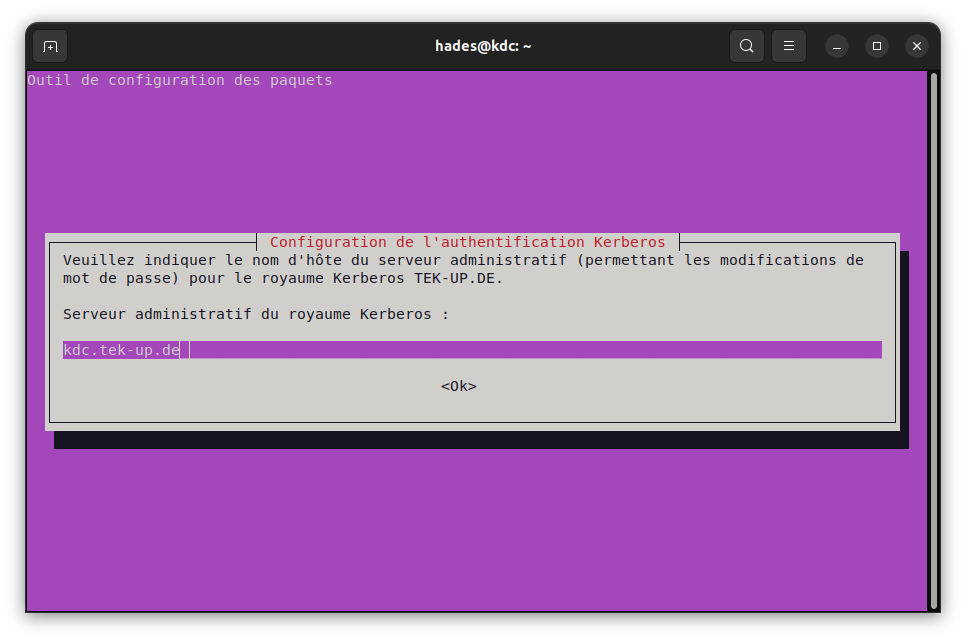 hades@kdc: ~
Outil de configuration des paquets
Configuration de l'authentification Kerberos
Veuillez indiquer le nom d'hôte du serveur administratif (permettant les modifications de
mot de passe) pour le royaume Kerberos TEK-UP.DE.
Serveur administratif du royaume Kerberos :
kdc.tek-up.de
<Ok>